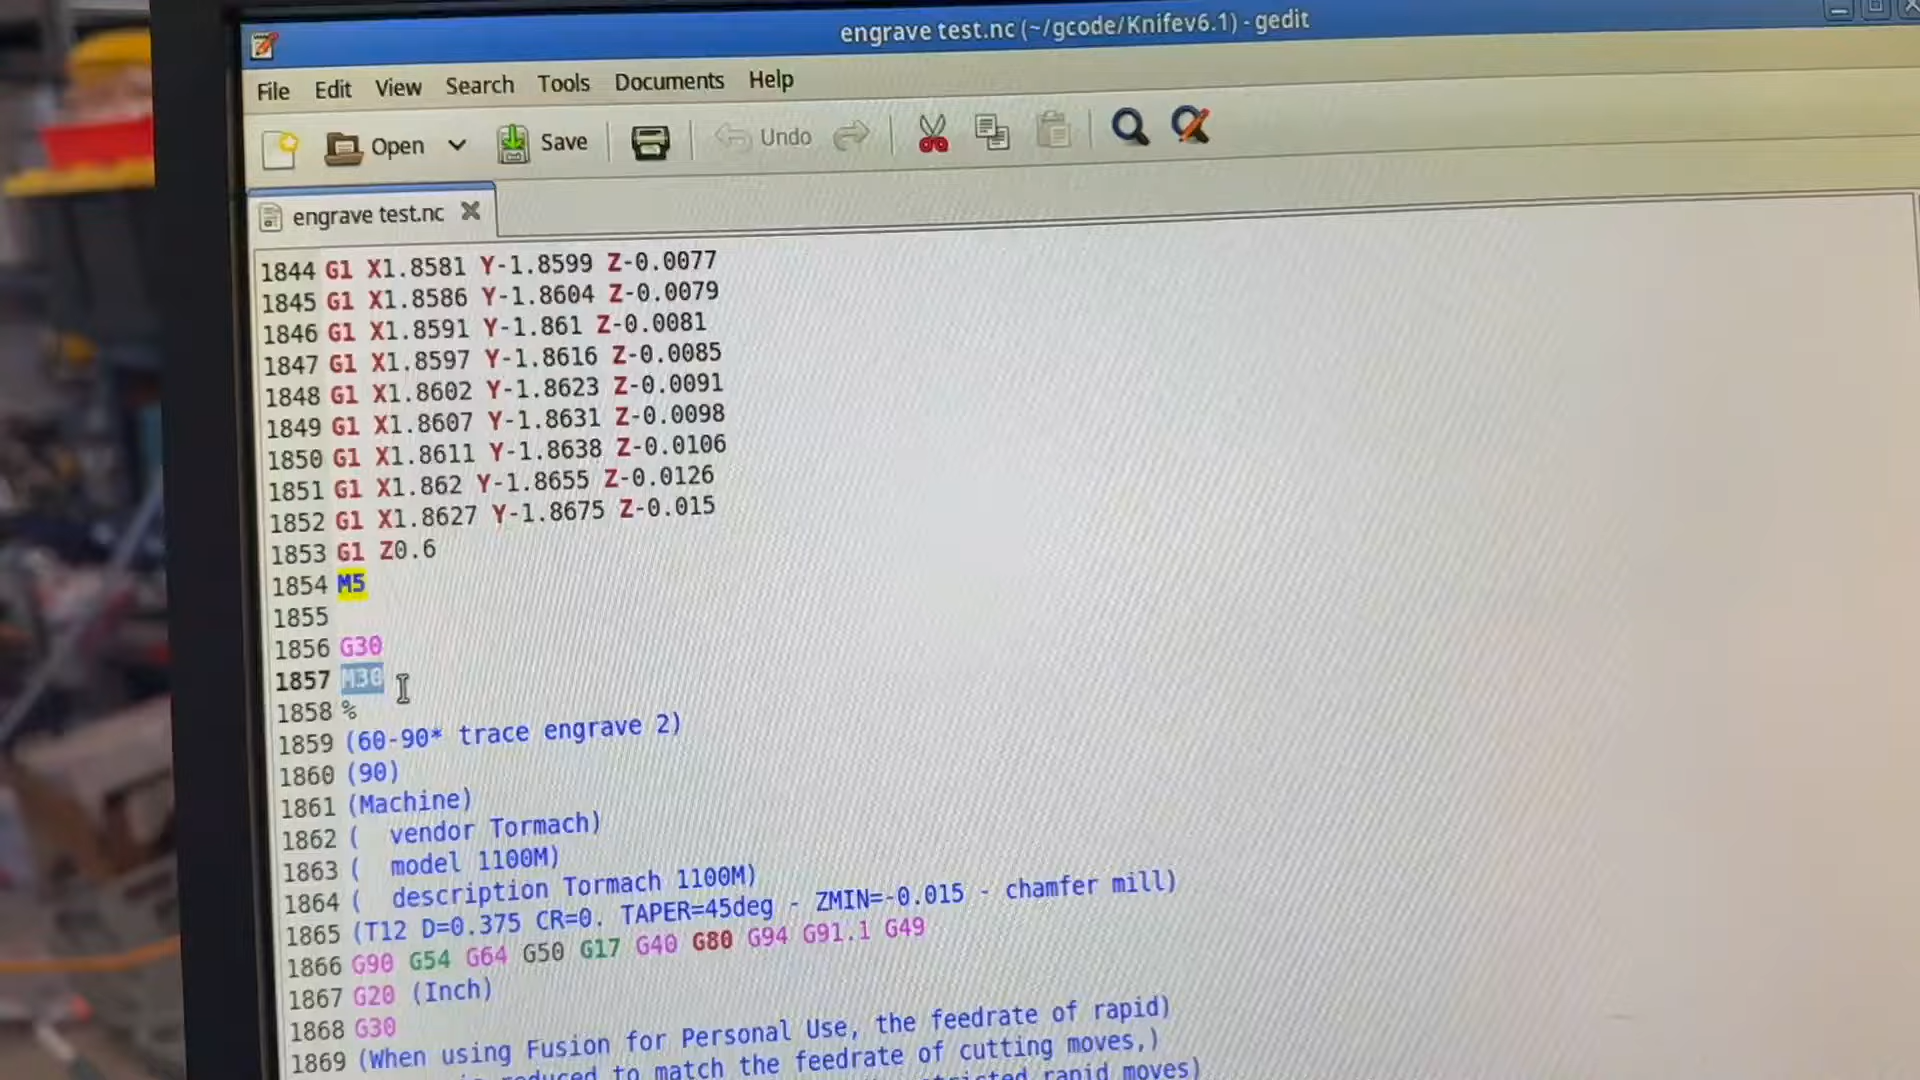 engrave test.nc (~/gcode/Knifev6.1) - gedit
File Edit View Search Tools Documents Help
Open Save Undo
engrave test.nc
1844 G1 X1.8581 Y-1.8599 Z-0.0077
1845 G1 X1.8586 Y-1.8604 Z-0.0079
1846 G1 X1.8591 Y-1.861 Z-0.0081
1847 G1 X1.8597 Y-1.8616 Z-0.0085
1848 G1 X1.8602 Y-1.8623 Z-0.0091
1849 G1 X1.8607 Y-1.8631 Z-0.0098
1850 G1 X1.8611 Y-1.8638 Z-0.0106
1851 G1 X1.862 Y-1.8655 Z-0.0126
1852 G1 X1.8627 Y-1.8675 Z-0.015
1853 G1 Z0.6
1854 M5
1855
1856 G30
1857 M30
1858 %
1859 (60-90* trace engrave 2)
1860 (90)
1861 (Machine)
1862 (  vendor Tormach)
1863 (  model 1100M)
1864 (  description Tormach 1100M)
1865 (T12 D=0.375 CR=0. TAPER=45deg - ZMIN=-0.015 - chamfer mill)
1866 G90 G54 G64 G50 G17 G40 G80 G94 G91.1 G49
1867 G20 (Inch)
1868 G30
1869 (When using Fusion for Personal Use, the feedrate of rapid)
reduced to match the feedrate of cutting moves,)
rapid moves)